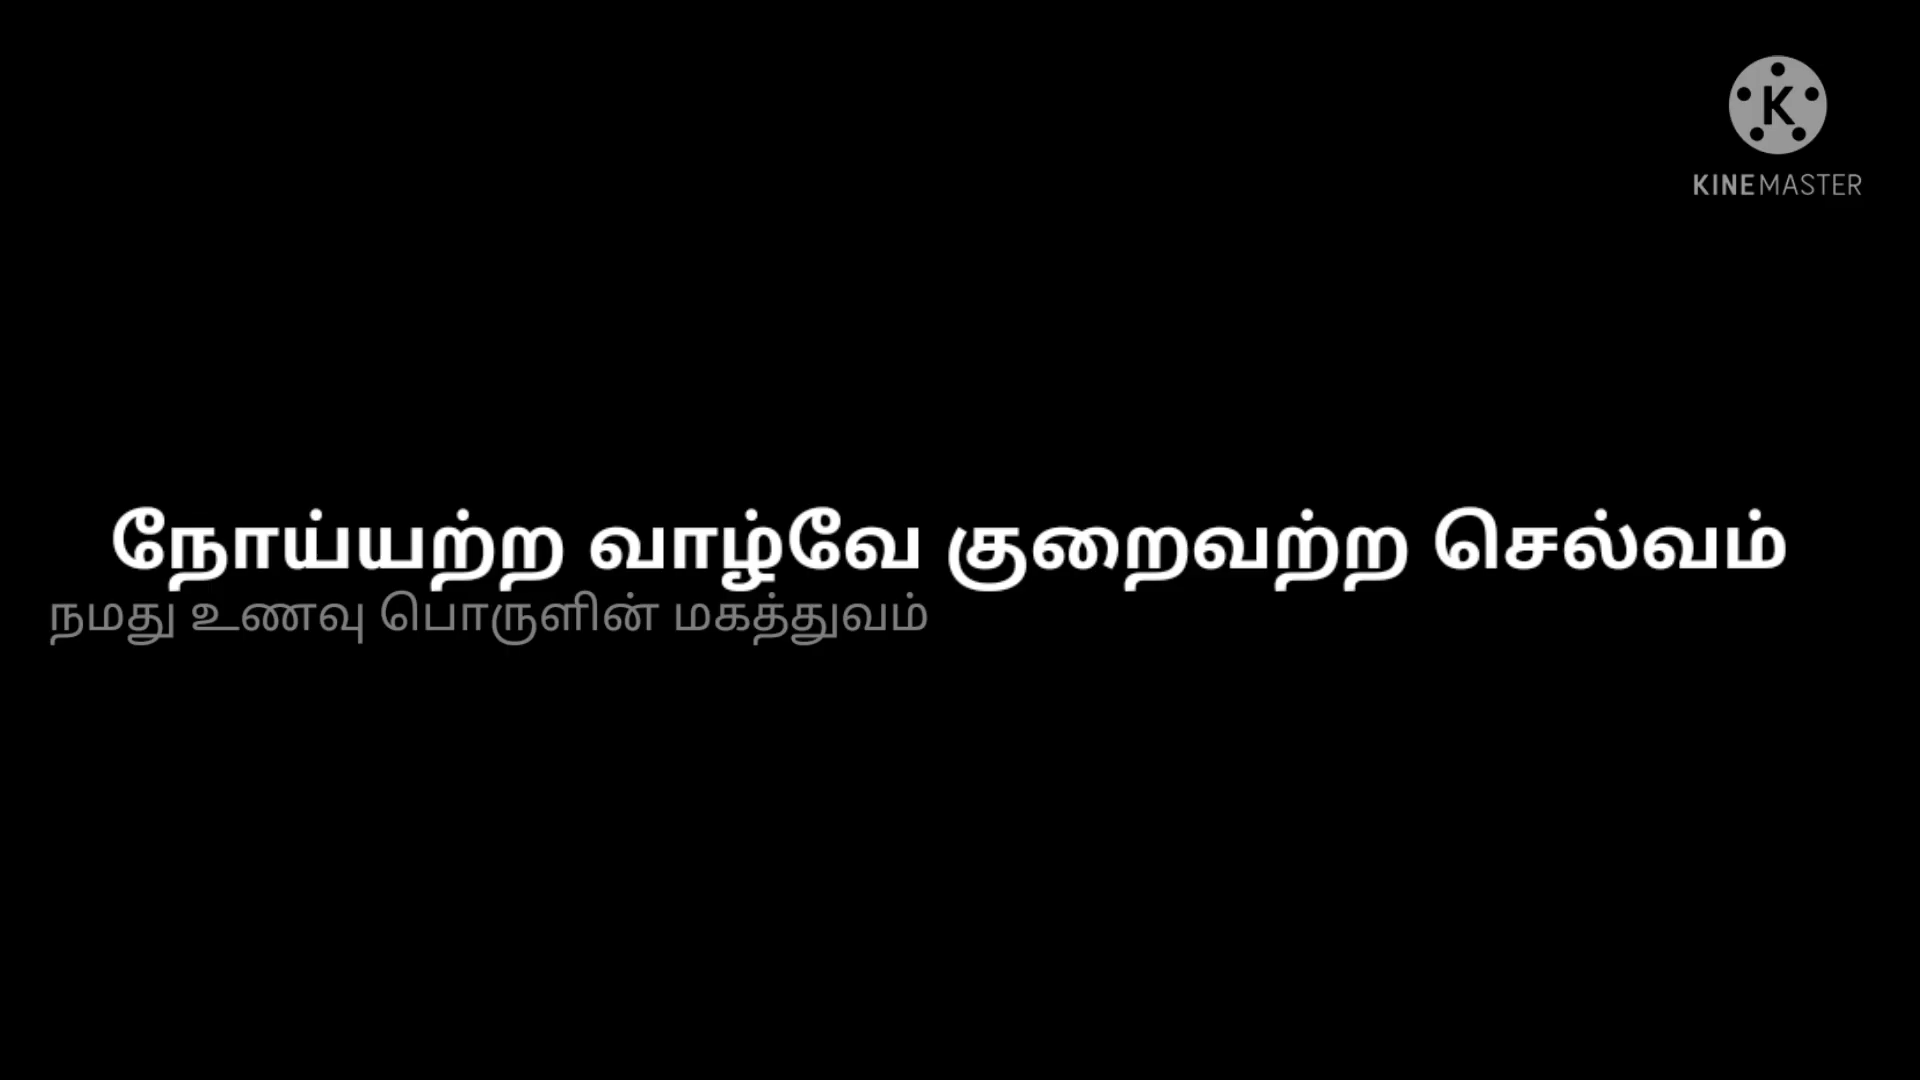 K
KINEMASTER
நோய்யற்ற வாழ்வே குறைவற்ற செல்வம்
நமது உணவு பொருளின் மகத்துவம்